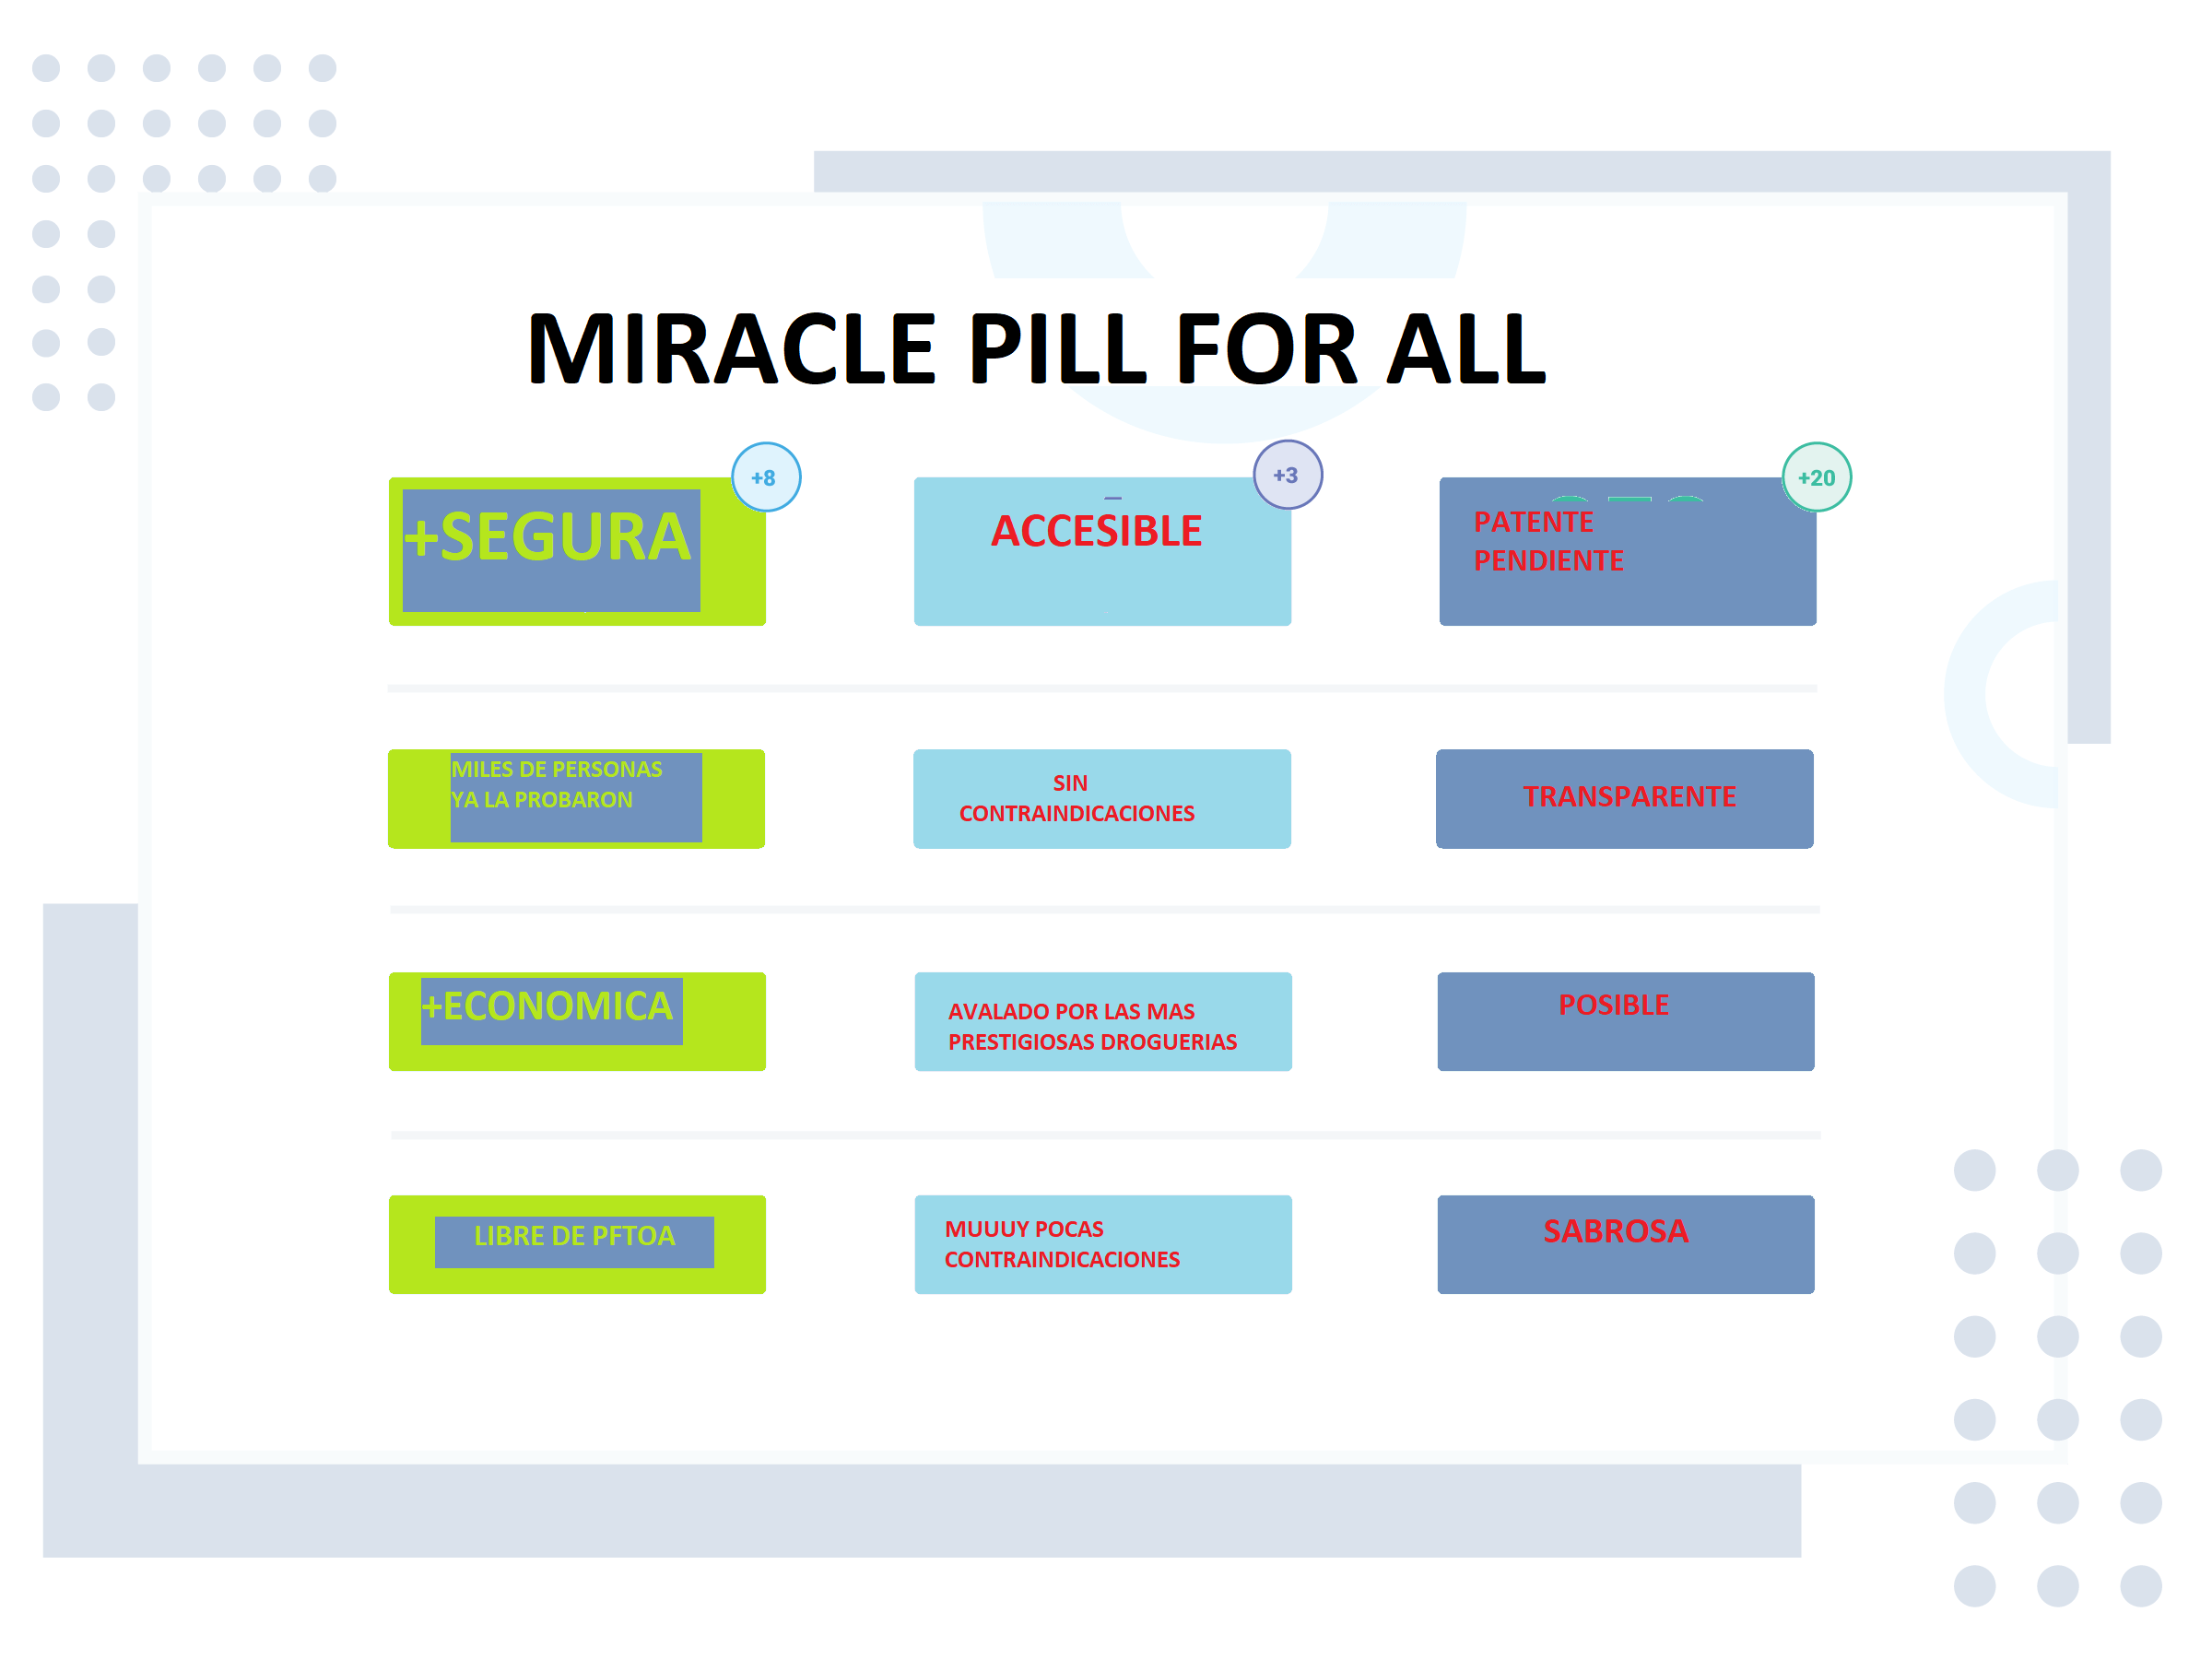 MIRACLE PILL FOR ALL
+8
+3
+20
+SEGURA
ACCESIBLE
PATENTE
PENDIENTE
MILES DE PERSONAS
YA LA PROBARON
SIN
CONTRAINDICACIONES
TRANSPARENTE
+ECONOMICA
AVALADO POR LAS MAS
PRESTIGIOSAS DROGUERIAS
POSIBLE
LIBRE DE PFTOA
MUUUY POCAS
CONTRAINDICACIONES
SABROSA